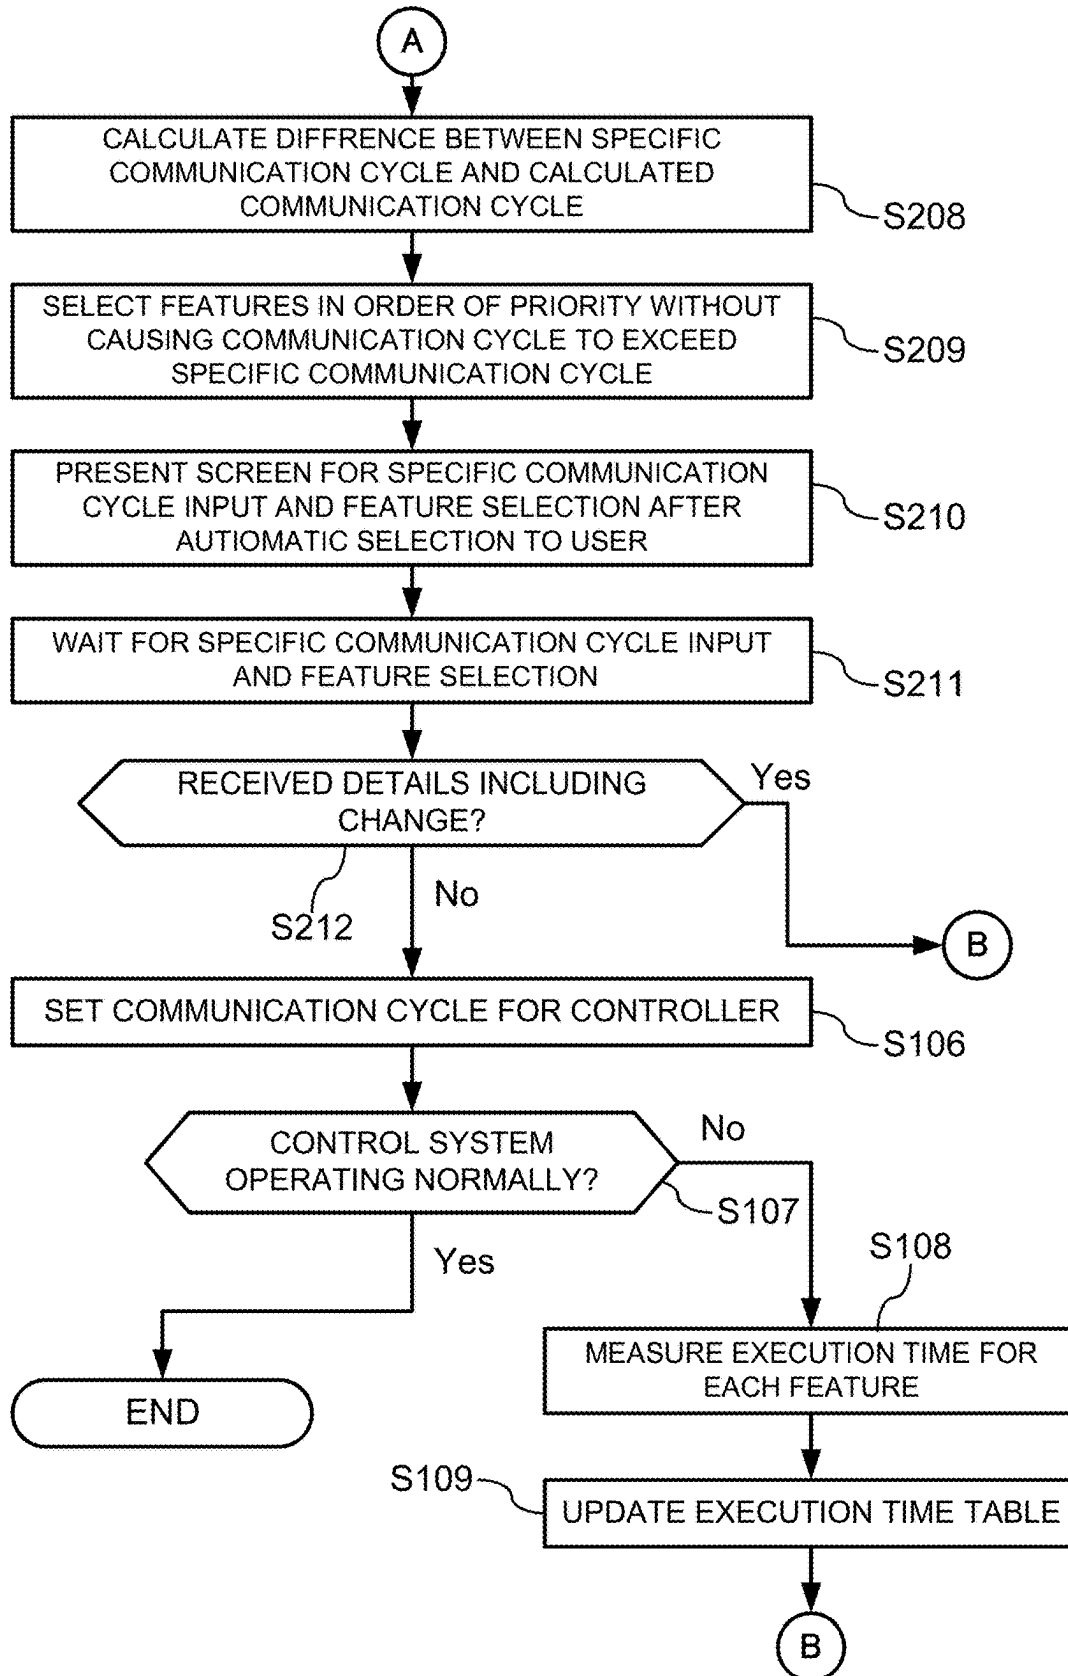 A
CALCULATE DIFFRENCE BETWEEN SPECIFIC
COMMUNICATION CYCLE AND CALCULATED
COMMUNICATION CYCLE
S208
SELECT FEATURES IN ORDER OF PRIORITY WITHOUT
CAUSING COMMUNICATION CYCLE TO EXCEED
SPECIFIC COMMUNICATION CYCLE
S209
PRESENT SCREEN FOR SPECIFIC COMMUNICATION
CYCLE INPUT AND FEATURE SELECTION AFTER
AUTIOMATIC SELECTION TO USER
S210
WAIT FOR SPECIFIC COMMUNICATION CYCLE INPUT
AND FEATURE SELECTION
S211
RECEIVED DETAILS INCLUDING
CHANGE?
Yes
No
S212
B
SET COMMUNICATION CYCLE FOR CONTROLLER
S106
CONTROL SYSTEM
OPERATING NORMALLY?
No
S107
Yes
S108
MEASURE EXECUTION TIME FOR
EACH FEATURE
END
S109
UPDATE EXECUTION TIME TABLE
B